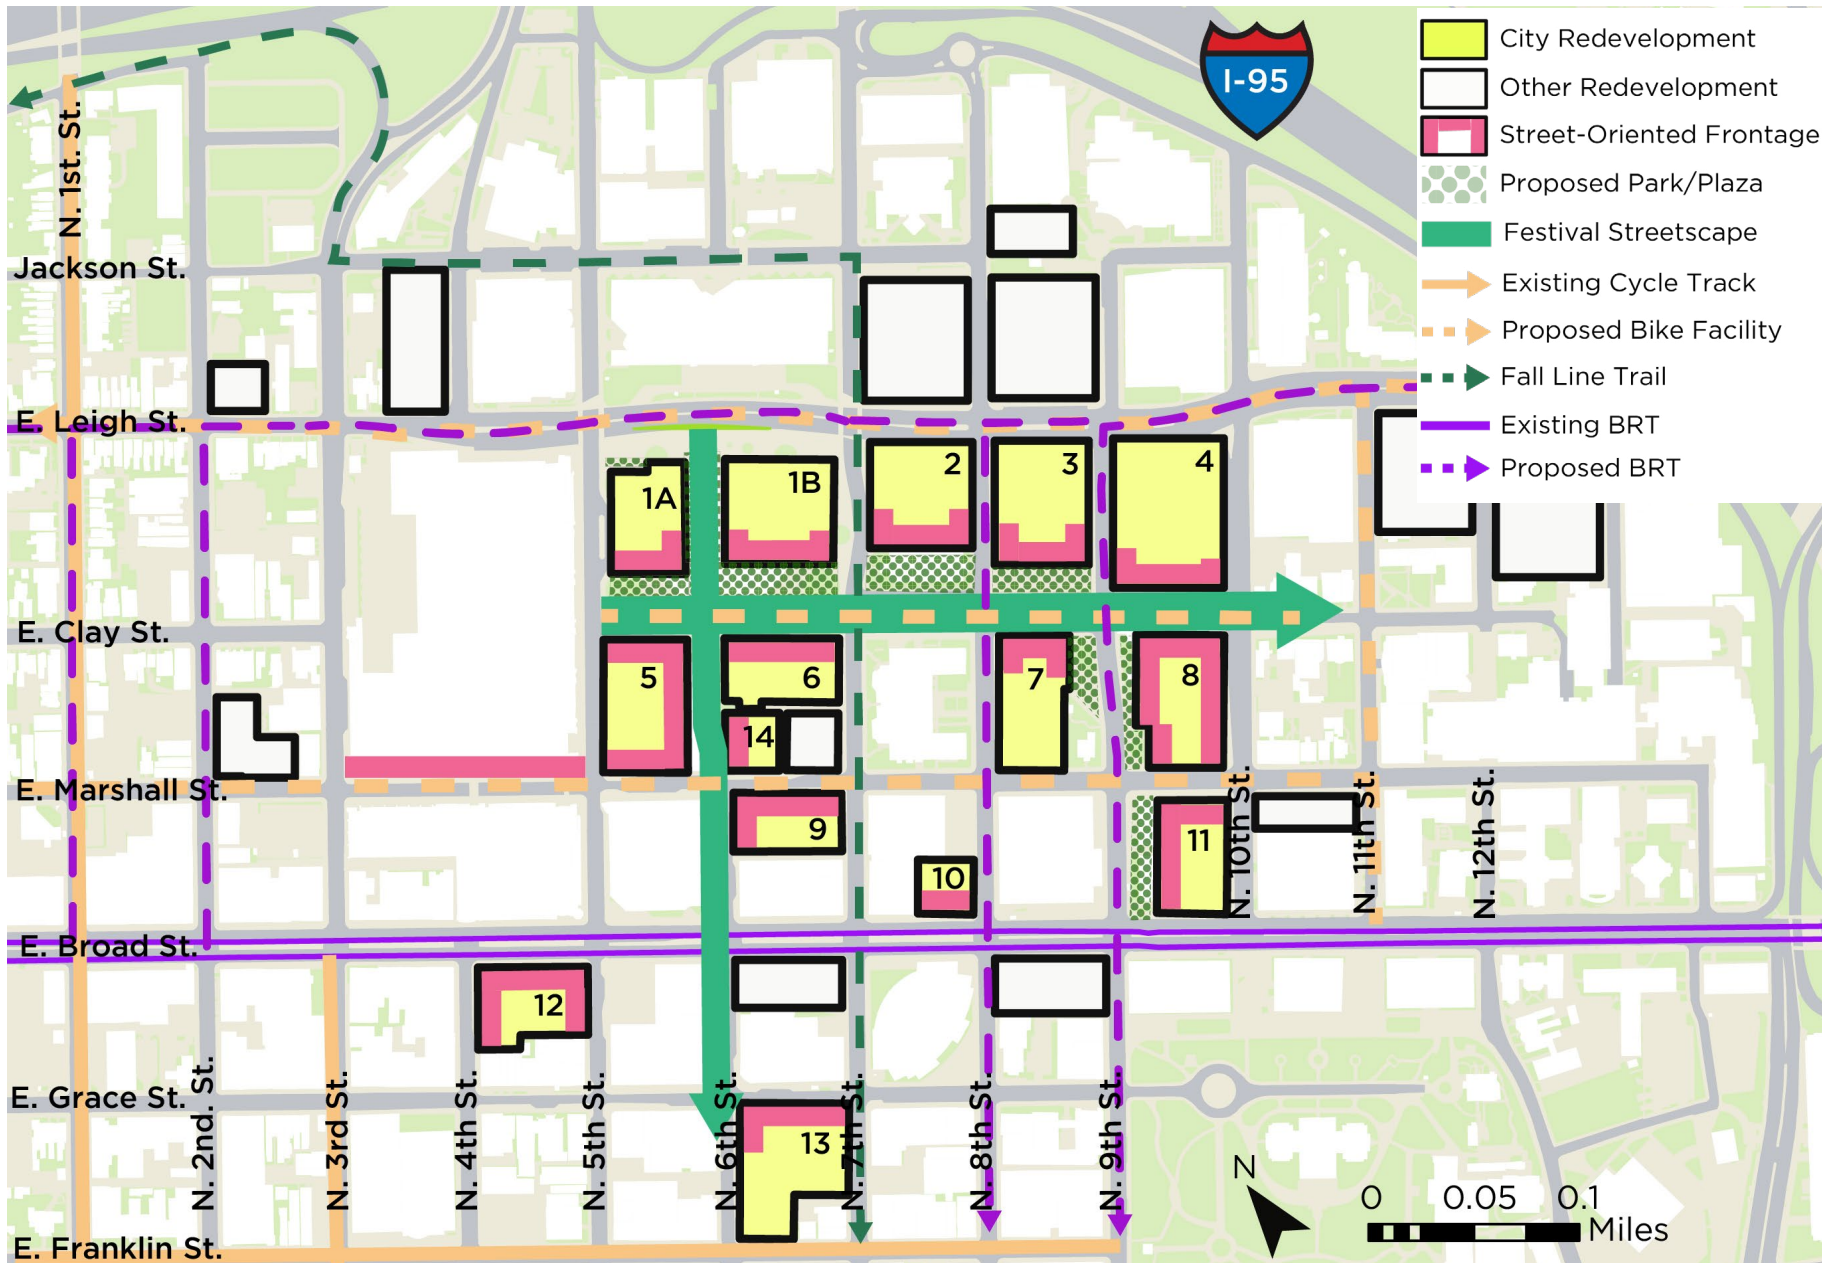 I-95
City Redevelopment
Other Redevelopment
Street-Oriented Frontage
Proposed Park/Plaza
Festival Streetscape
Existing Cycle Track
Proposed Bike Facility
Fall Line Trail
Existing BRT
Proposed BRT
N. 1st. St.
Jackson St.
E. Leigh St.
1A
1B
2
3
4
E. Clay St.
5
6
7
8
14
E. Marshall St.
9
10
11
N. 10th St.
N. 11th St.
N. 12th St.
E. Broad St.
12
E. Grace St.
N. 2nd. St.
N. 3rd St.
N. 4th St.
N. 5th St.
N. 6th St.
13
N. 7th St.
N. 8th St.
N. 9th St.
E. Franklin St.
N
0 0.05 0.1
Miles